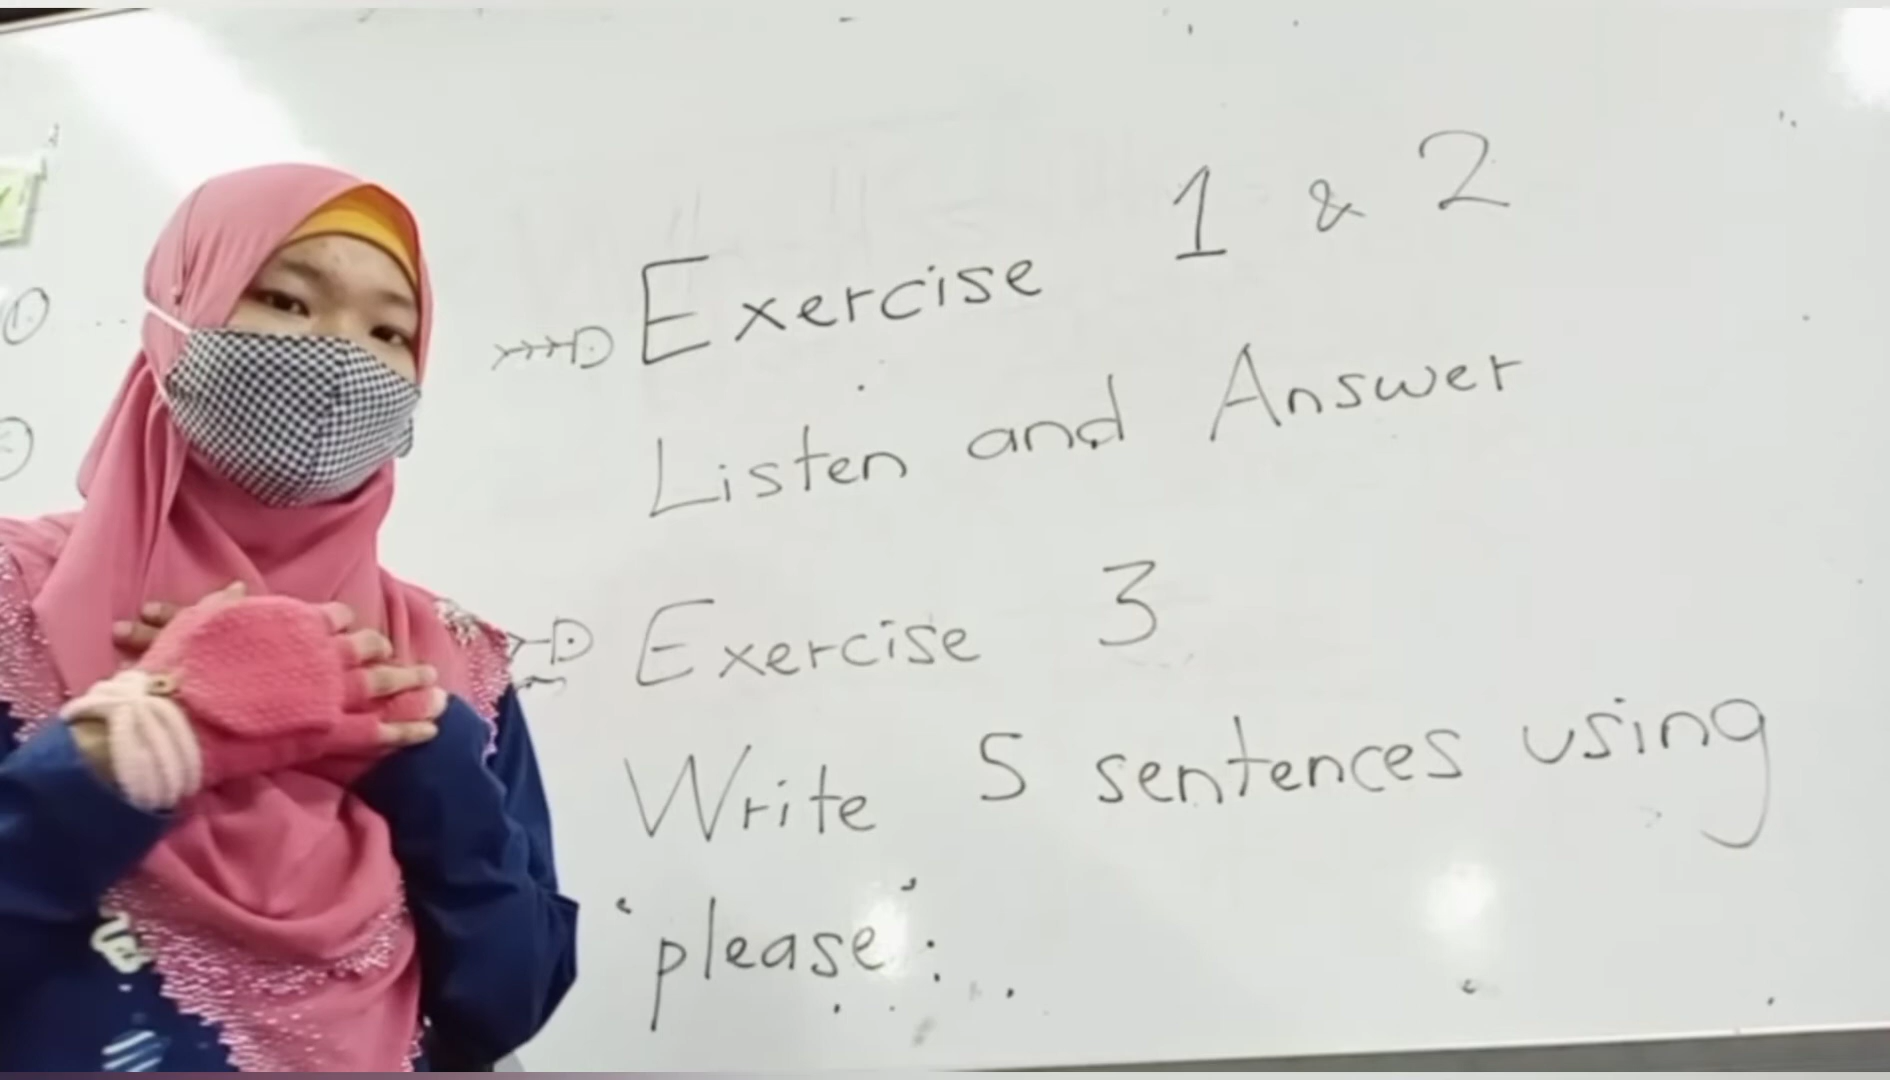 Exercise 1 & 2
Listen and Answer
Exercise 3
Write 5 sentences using
'please'.